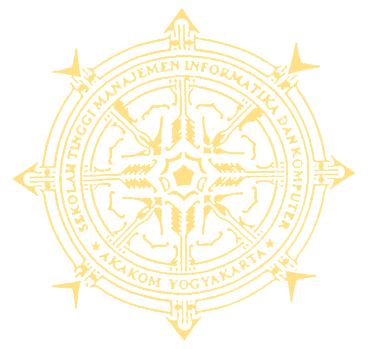 SEKOLAH TINGGI MANAJEMEN INFORMATIKA DAN KOMPUTER
AKAKOM YOGYAKARTA